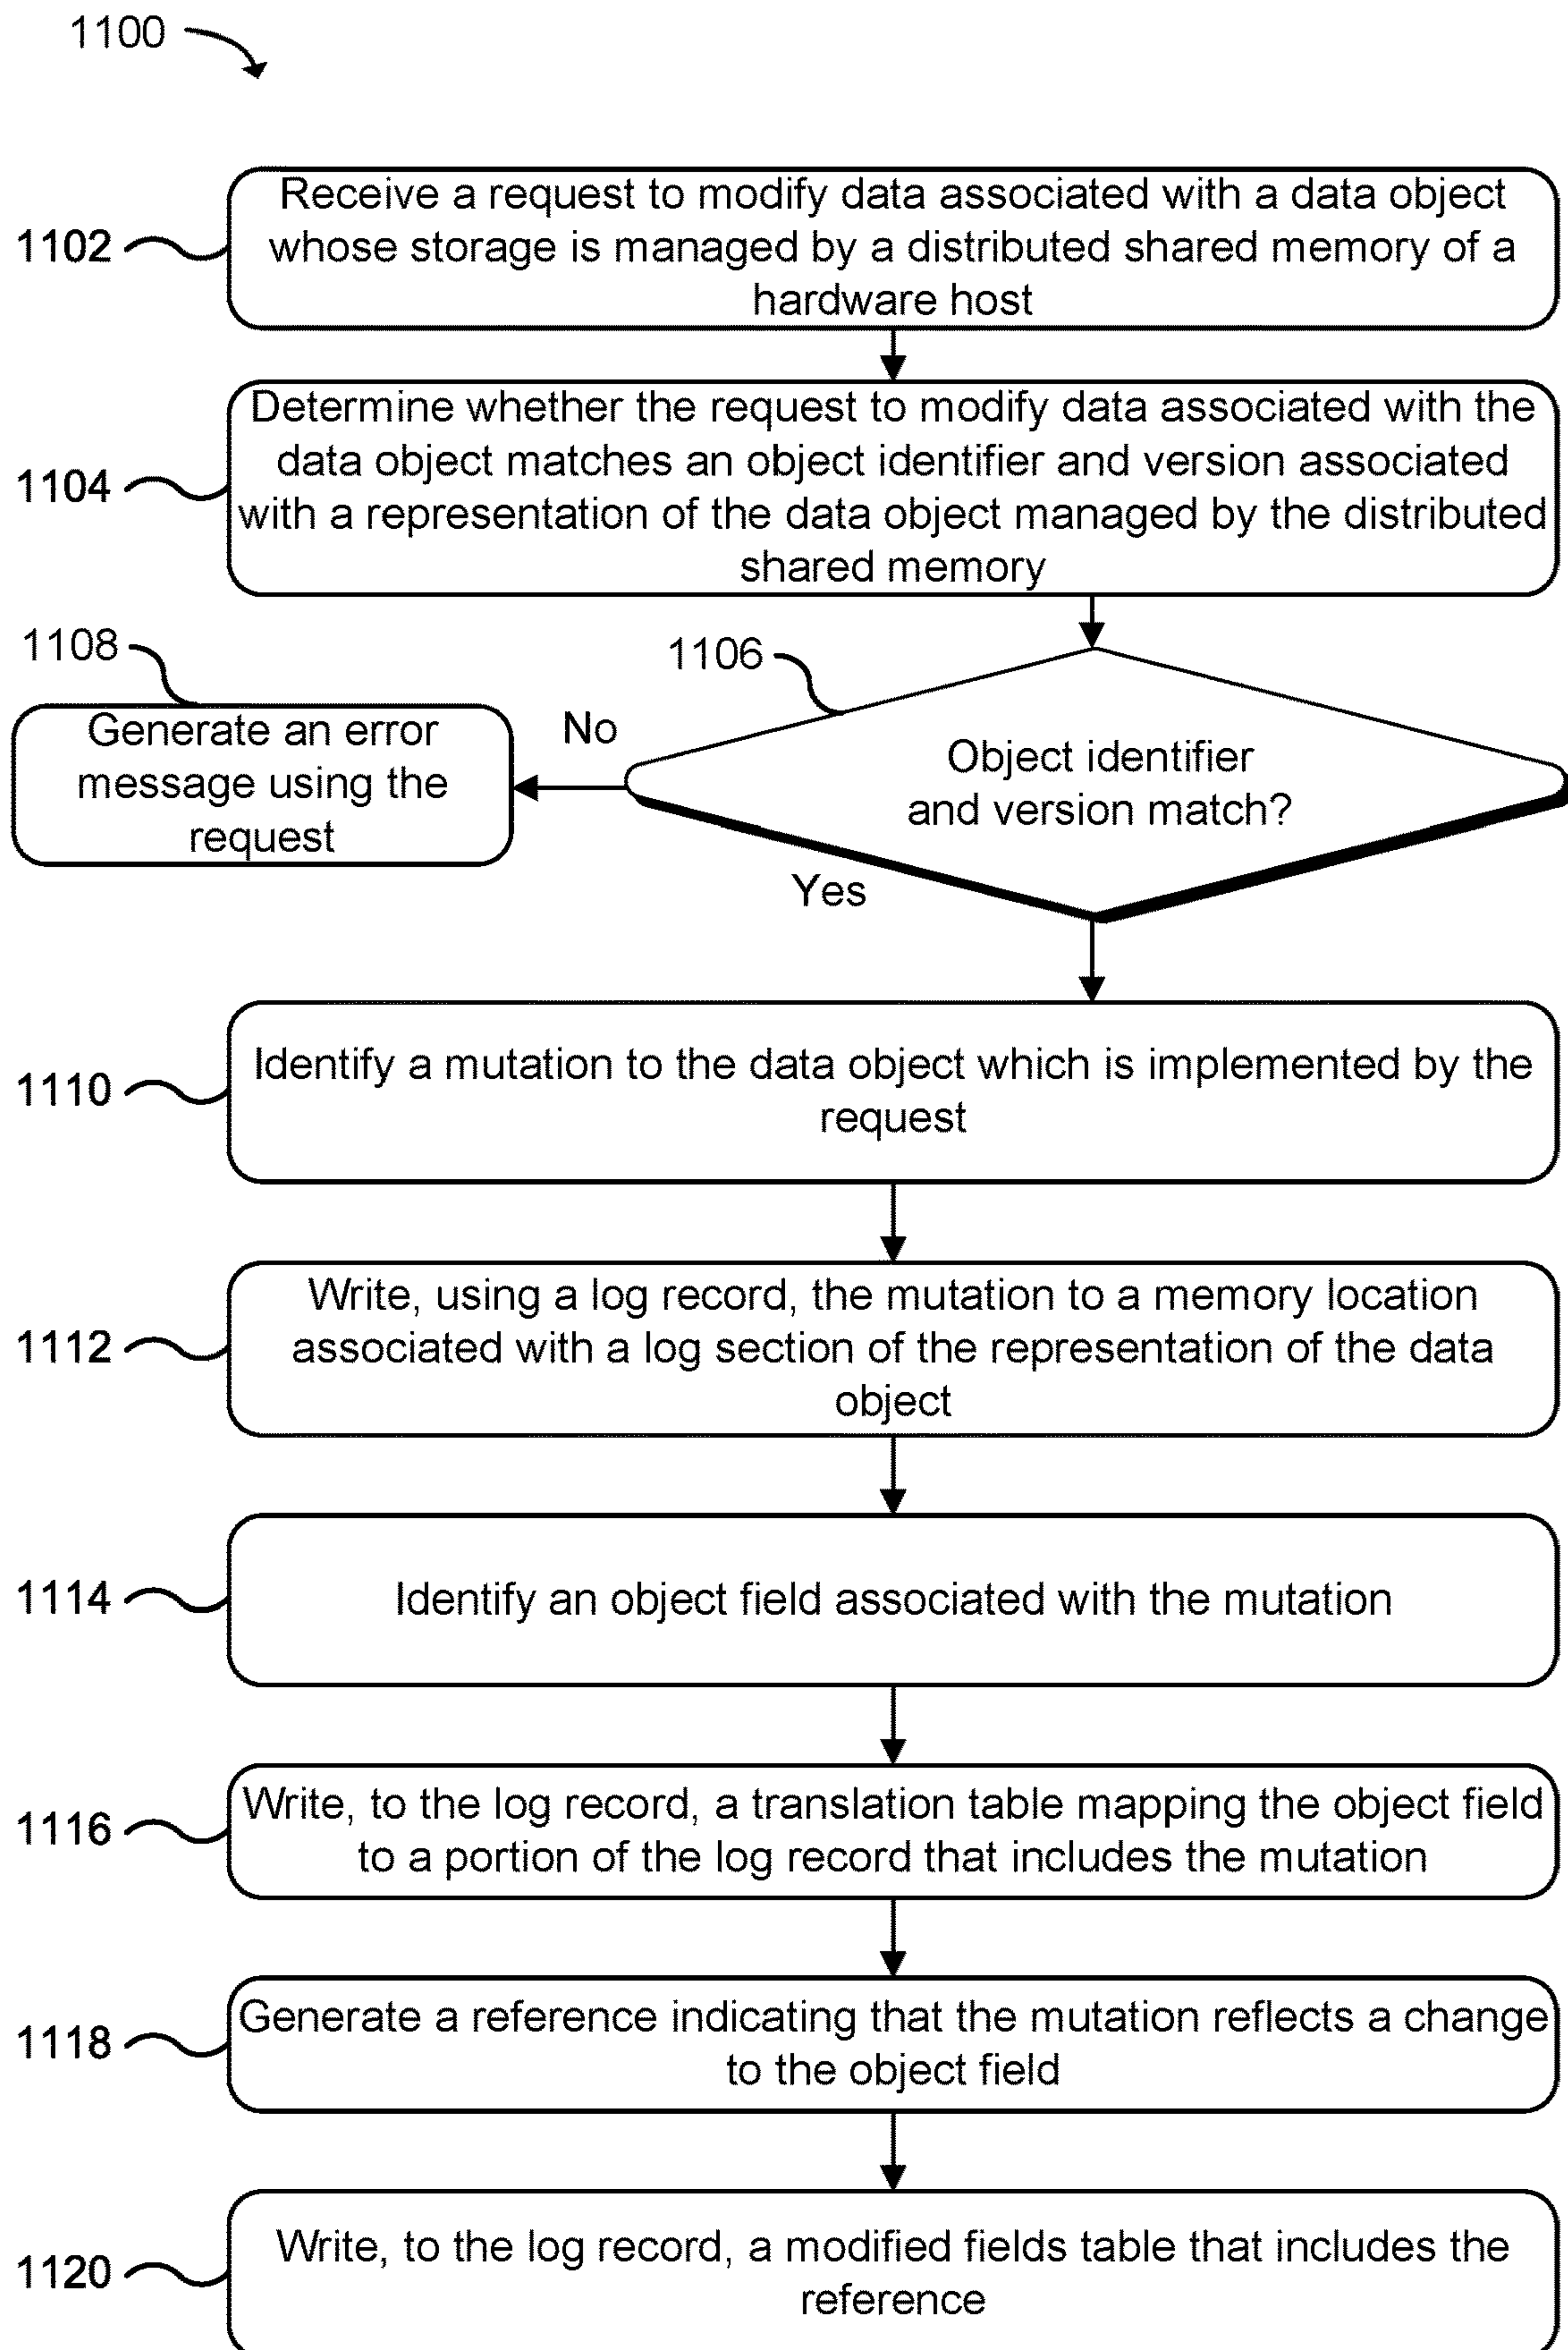 1100
Receive a request to modify data associated with a data object
1102
whose storage is managed by a distributed shared memory of a
hardware host
Determine whether the request to modify data associated with the
data object matches an object identifier and version associated
1104
with a representation of the data object managed by the distributed
shared memory
1108
1106
Generate an error
message using the
request
No
Object identifier
and version match?
Yes
1110
Identify a mutation to the data object which is implemented by the
request
1112
Write, using a log record, the mutation to a memory location
associated with a log section of the representation of the data
object
1114
Identify an object field associated with the mutation
1116
Write, to the log record, a translation table mapping the object field
to a portion of the log record that includes the mutation
1118
Generate a reference indicating that the mutation reflects a change
to the object field
1120
Write, to the log record, a modified fields table that includes the
reference